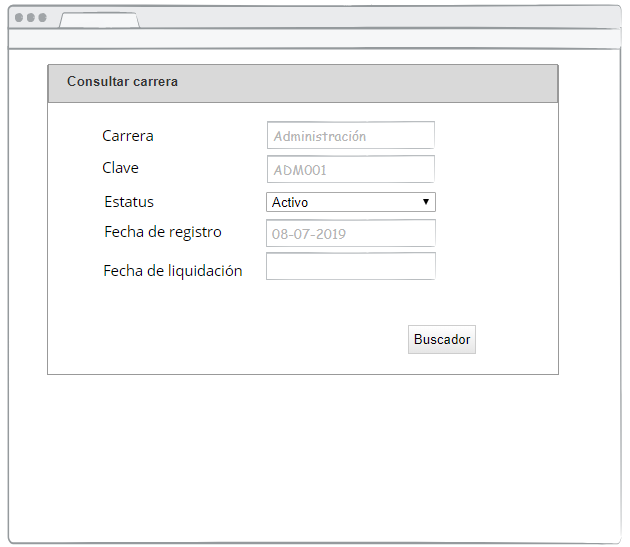 Consultar carrera
Carrera Administración
Clave ADM001
Estatus Activo
Fecha de registro 08-07-2019
Fecha de liquidación
Buscador